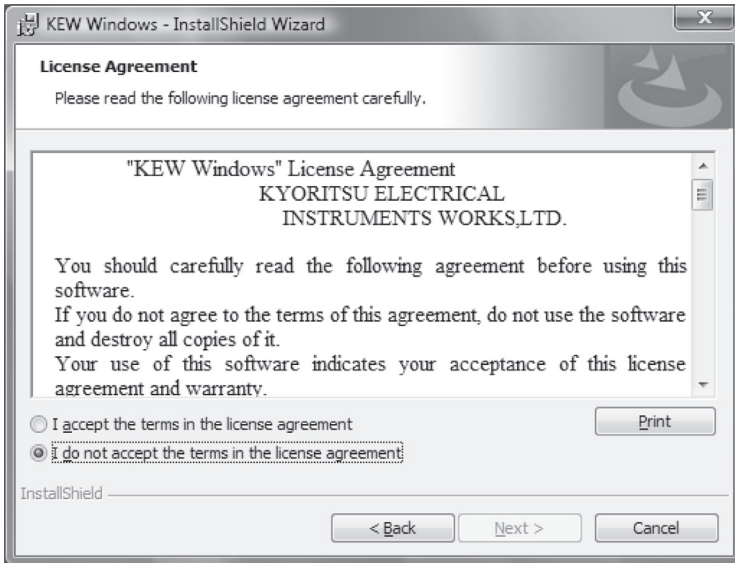 KEW Windows - InstallShield Wizard
License Agreement
Please read the following license agreement carefully.
"KEW Windows" License Agreement
KYORITSU ELECTRICAL
INSTRUMENTS WORKS,LTD.
You should carefully read the following agreement before using this
software.
If you do not agree to the terms of this agreement, do not use the software
and destroy all copies of it.
Your use of this software indicates your acceptance of this license
agreement and warranty.
I accept the terms in the license agreement
Print
I do not accept the terms in the license agreement
InstallShield
< Back
Next >
Cancel